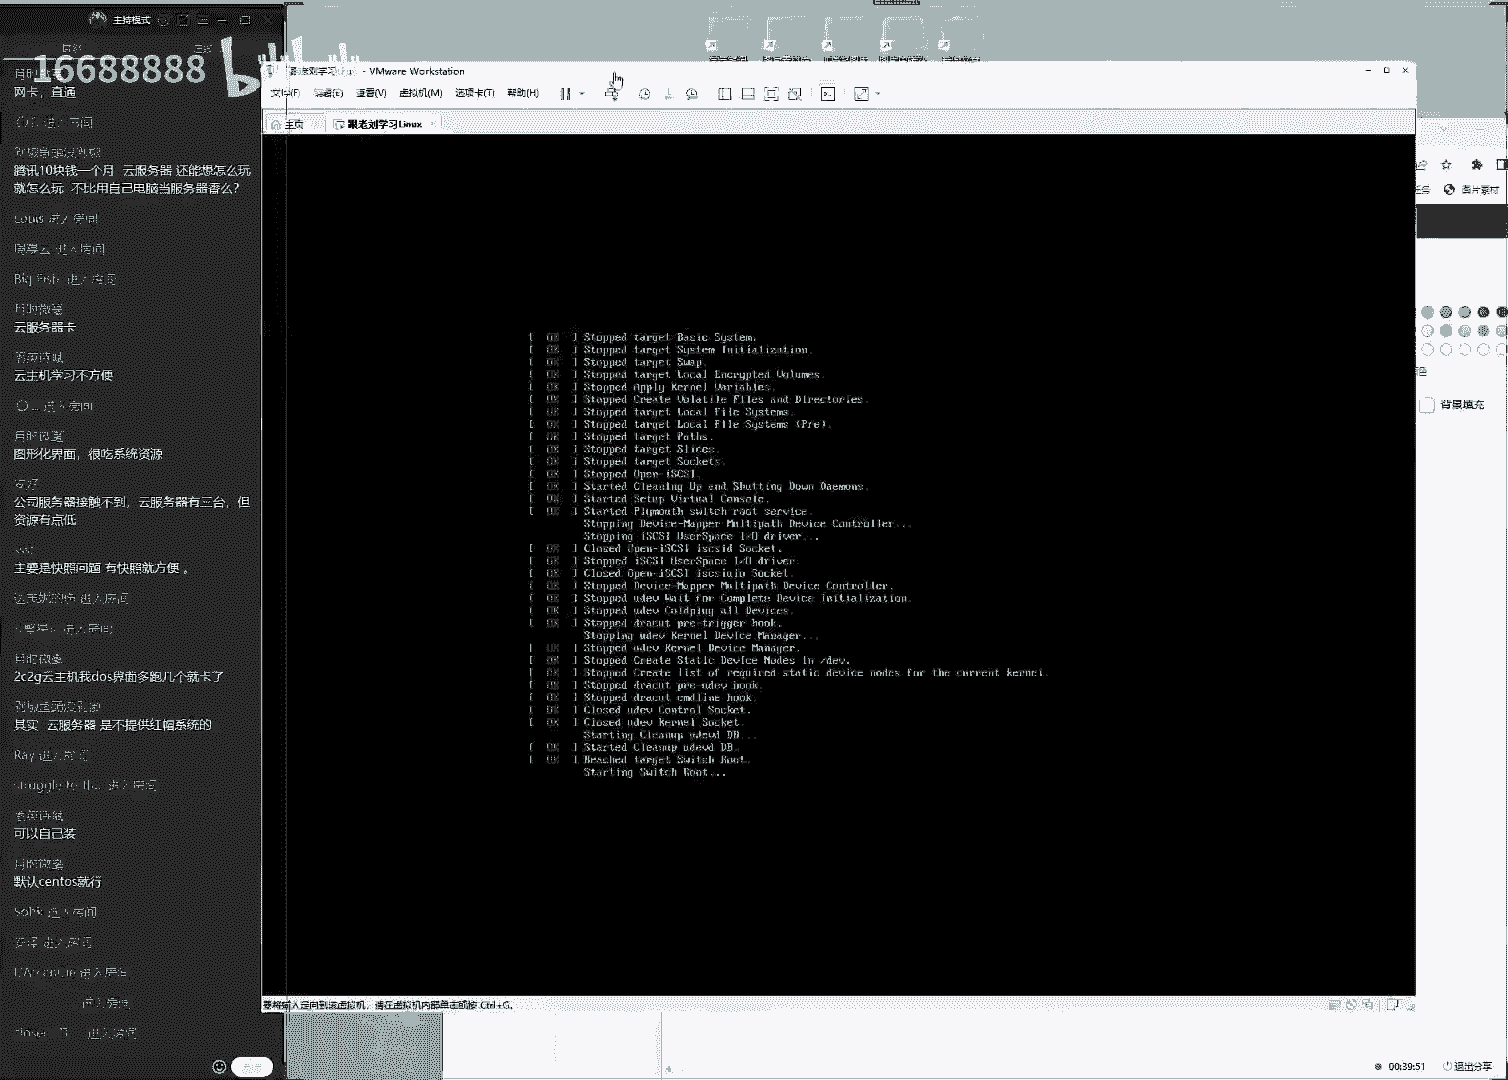 主持模式
16688888
网卡，直通
进入房间
腾讯10块钱一个月 云服务器 还能想怎么玩
就怎么玩 不比用自己电脑当服务器香么?
Louis 进入房间
进入房间
Big Fish 进入房间
云服务器卡
云主机学习不方便
进入房间
图形化界面，很吃系统资源
公司服务器接触不到，云服务器有三台，但
资源有点低
主要是快照问题 有快照就方便 。
进入房间
进入房间
2c2g云主机我dos界面多跑几个就卡了
其实 云服务器 是不提供红帽系统的
Ray 进入房间
struggle to th... 进入房间
可以自己装
默认centos就行
进入房间
进入房间
进入房间
进入房间
进入房间
跟老刘学习Linux - VMware Workstation
文件(F) 编辑(E) 查看(V) 虚拟机(M) 选项卡(T) 帮助(H)
主页 跟老刘学习Linux
[ OK ] Stopped target Basic System.
[ OK ] Stopped target System Initialization.
[ OK ] Stopped target Swap.
[ OK ] Stopped target Local Encrypted Volumes.
[ OK ] Stopped Apply Kernel Variables.
[ OK ] Stopped Create Volatile Files and Directories.
[ OK ] Stopped target Local File Systems.
[ OK ] Stopped target Local File Systems (Pre).
[ OK ] Stopped target Paths.
[ OK ] Stopped target Slices.
[ OK ] Stopped target Sockets.
[ OK ] Stopped Open-iSCSI.
[ OK ] Started Cleaning Up and Shutting Down Daemons.
[ OK ] Started Setup Virtual Console.
[ OK ] Started Plymouth switch root service.
Stopping Device-Mapper Multipath Device Controller...
Stopping iSCSI UserSpace I/O driver...
[ OK ] Closed Open-iSCSI iscsid Socket.
[ OK ] Stopped iSCSI UserSpace I/O driver.
[ OK ] Closed Open-iSCSI iscsiuio Socket.
[ OK ] Stopped Device-Mapper Multipath Device Controller.
[ OK ] Stopped udev Wait for Complete Device Initialization.
[ OK ] Stopped udev Coldplug all Devices.
[ OK ] Stopped dracut pre-trigger hook.
Stopping udev Kernel Device Manager...
[ OK ] Stopped udev Kernel Device Manager.
[ OK ] Stopped Create Static Device Nodes in /dev.
[ OK ] Stopped Create list of required static device nodes for the current kernel.
[ OK ] Stopped dracut pre-udev hook.
[ OK ] Stopped dracut cmdline hook.
[ OK ] Closed udev Control Socket.
[ OK ] Closed udev Kernel Socket.
Starting Cleanup udevd DB...
[ OK ] Started Cleanup udevd DB.
[ OK ] Reached target Switch Root.
Starting Switch Root...
要将输入定向到该虚拟机，请在虚拟机内部单击或按 Ctrl+G。
图片素材
背景填充
00:39:51 退出分享